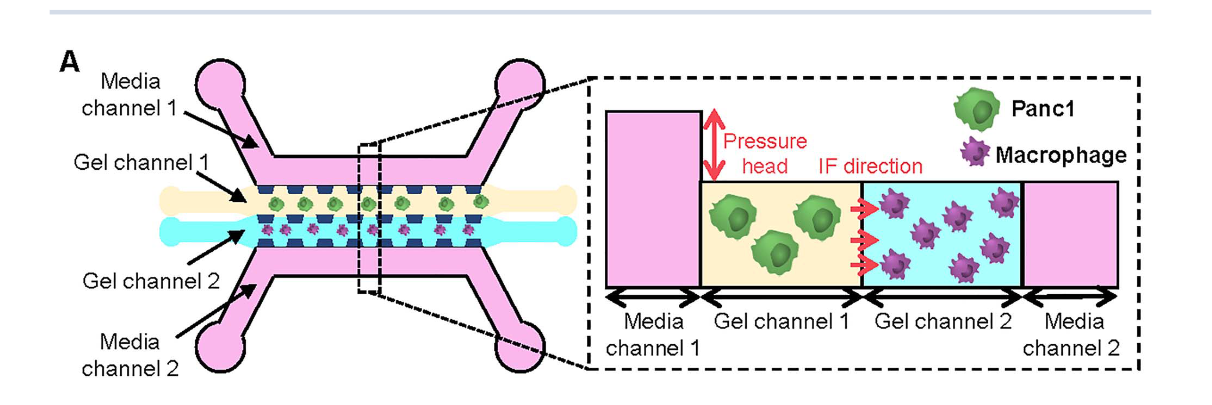 A
Media
channel 1
Gel channel 1
Gel channel 2
Media
channel 2
Pressure
head
IF direction
Panc1
Macrophage
Media
channel 1
Gel channel 1
Gel channel 2
Media
channel 2